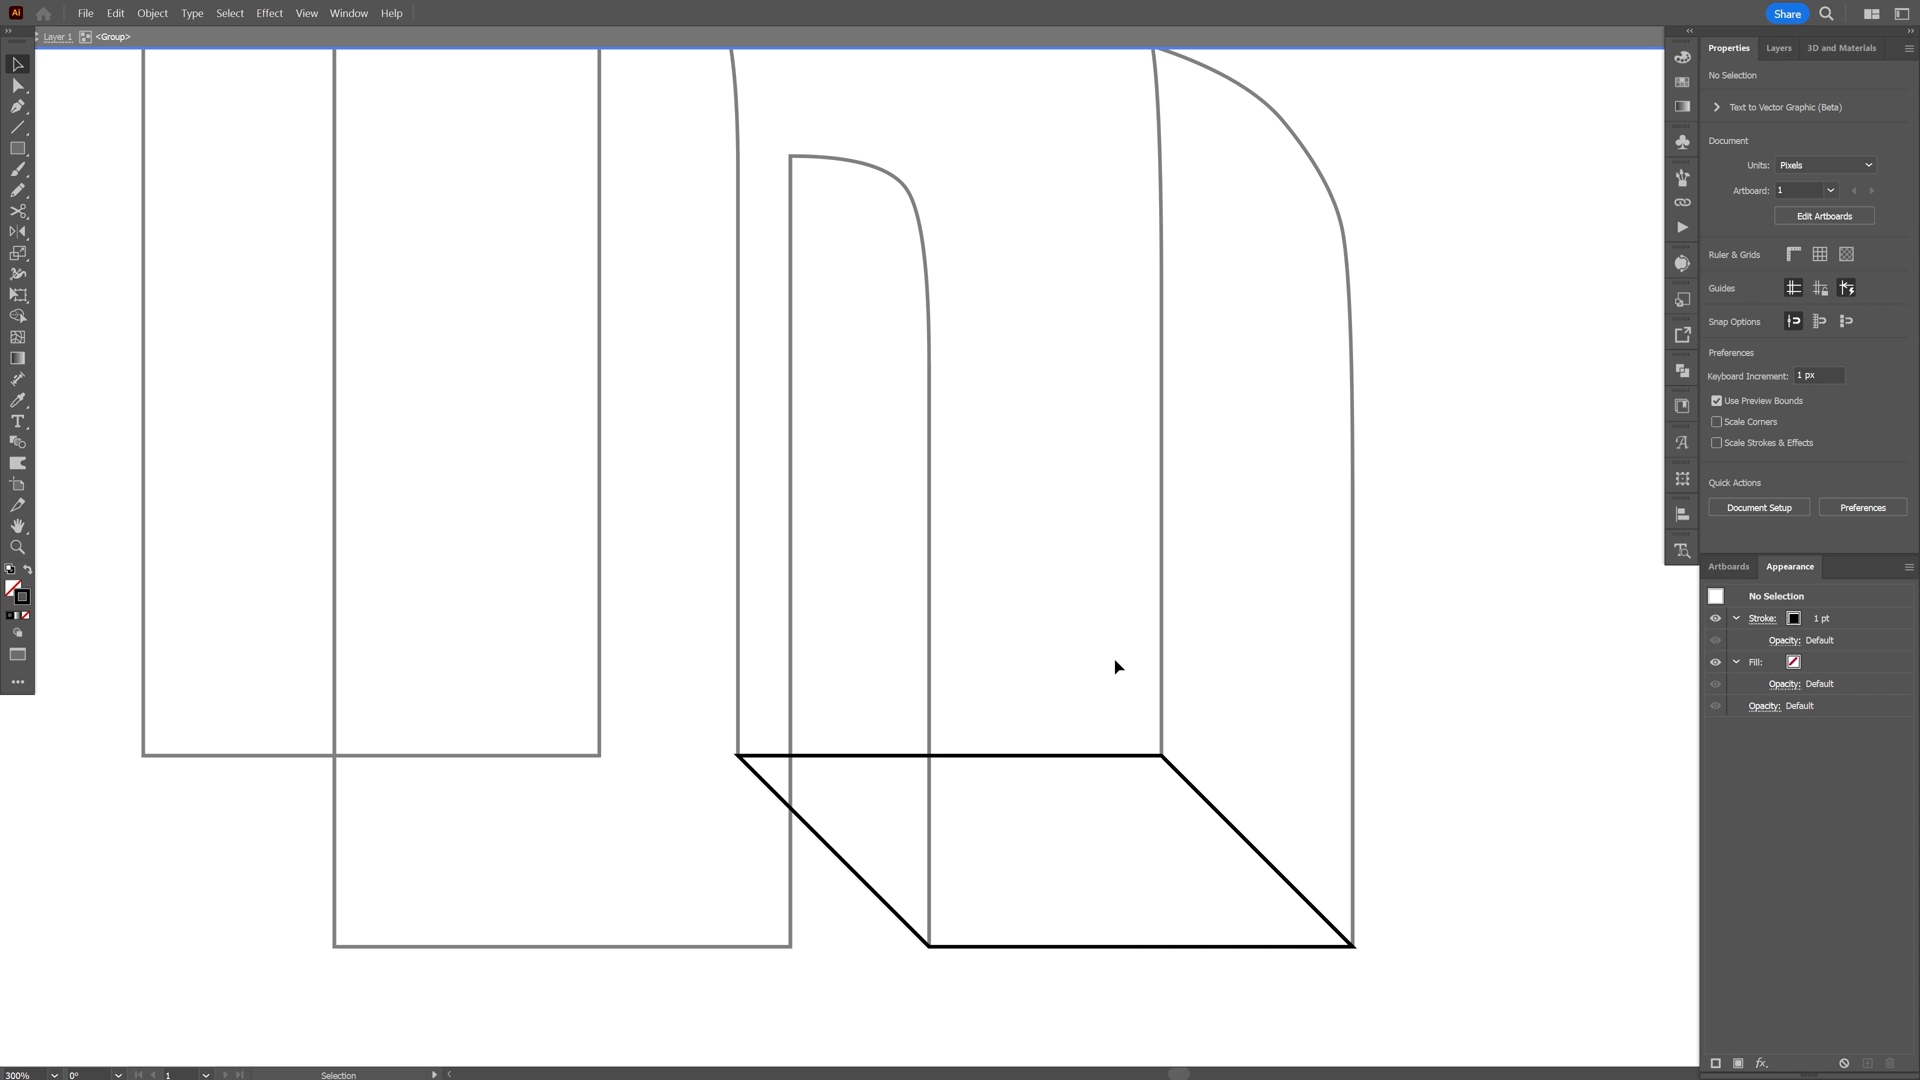 Ai File Edit Object Type Select Effect View Window Help Share
Layer 1 <Group>
Properties Layers 3D and Materials
No Selection
Text to Vector Graphic (Beta)
Document
Units: Pixels
Artboard: 1
Edit Artboards
Ruler & Grids
Guides
Snap Options
Preferences
Keyboard Increment: 1 px
Use Preview Bounds
Scale Corners
Scale Strokes & Effects
Quick Actions
Document Setup Preferences
Artboards Appearance
No Selection
Stroke: 1 pt
Opacity: Default
Fill:
Opacity: Default
Opacity: Default
fx.
300% 0° 1 Selection